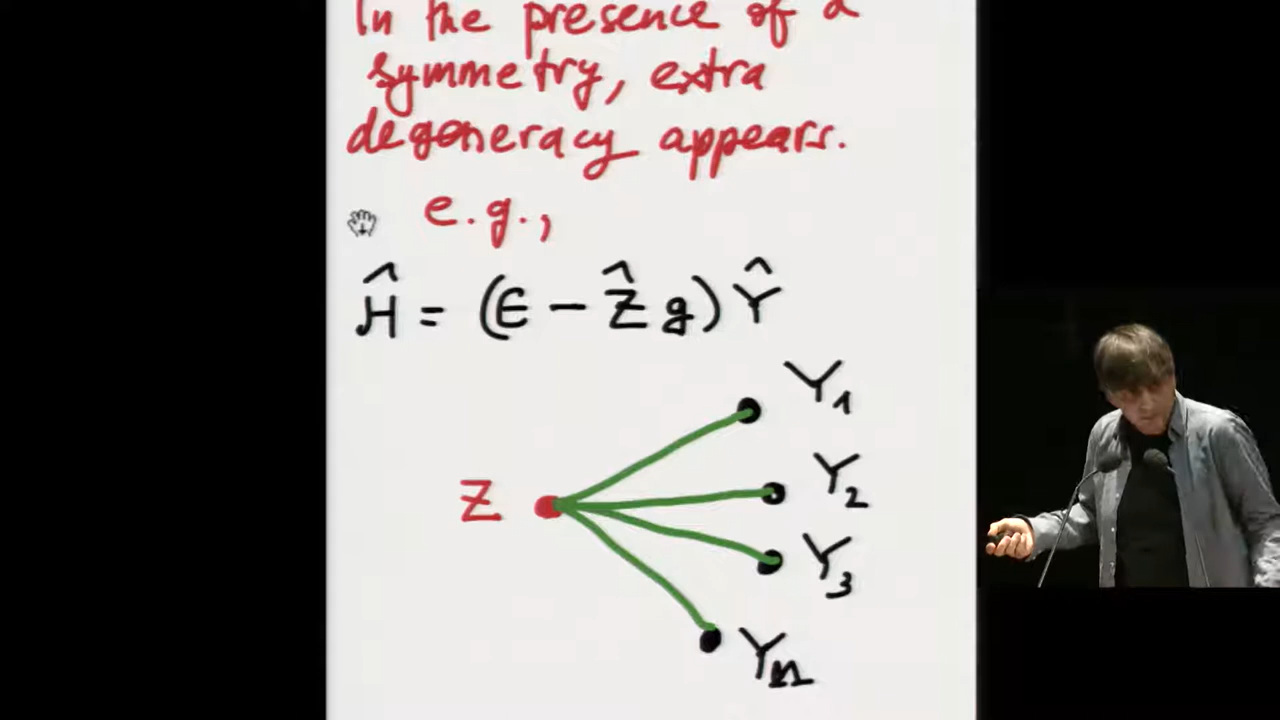 In the presence of a
symmetry, extra
degeneracy appears.
e.g.,
Ĥ = (E - Ẑg)Ŷ
Y1
Y2
Z
Y3
Yn